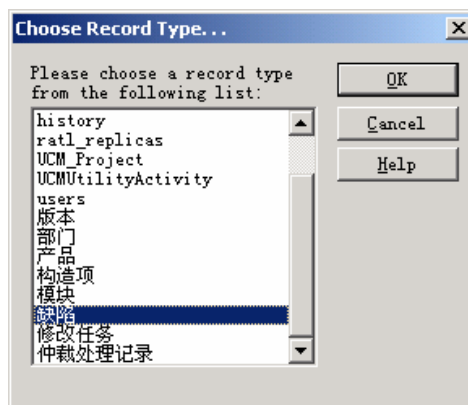 Choose Record Type...
Please choose a record type
from the following list:
history
ratl_replicas
UCM_Project
UCMUtilityActivity
users
版本
部门
产品
构造项
模块
缺陷
修改任务
仲裁处理记录
OK
Cancel
Help